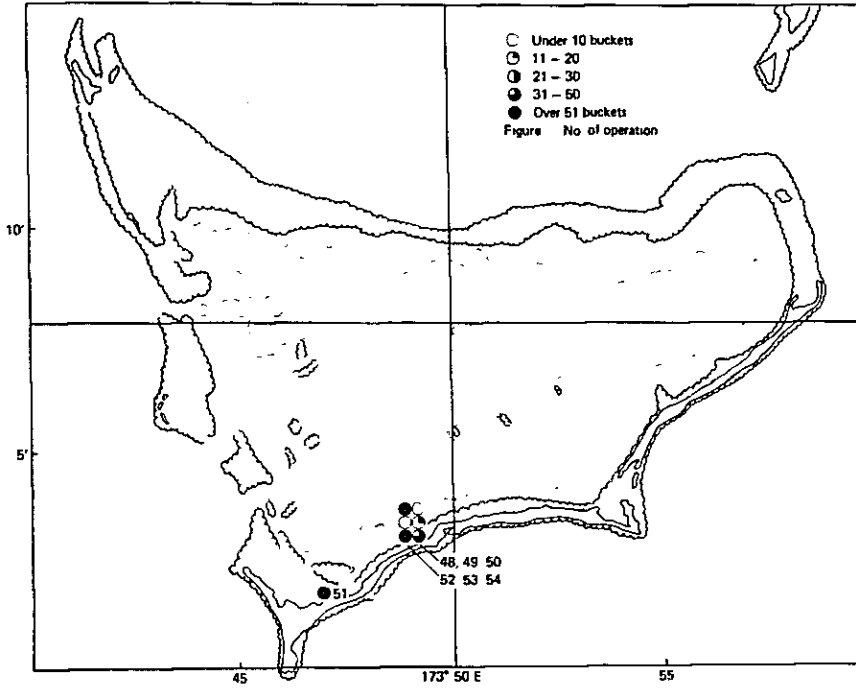 Under 10 buckets
11 – 20
21 – 30
31 – 50
Over 51 buckets
Figure No of operation
10'
5'
48, 49 50
52 53 54
51
45
173° 50 E
55